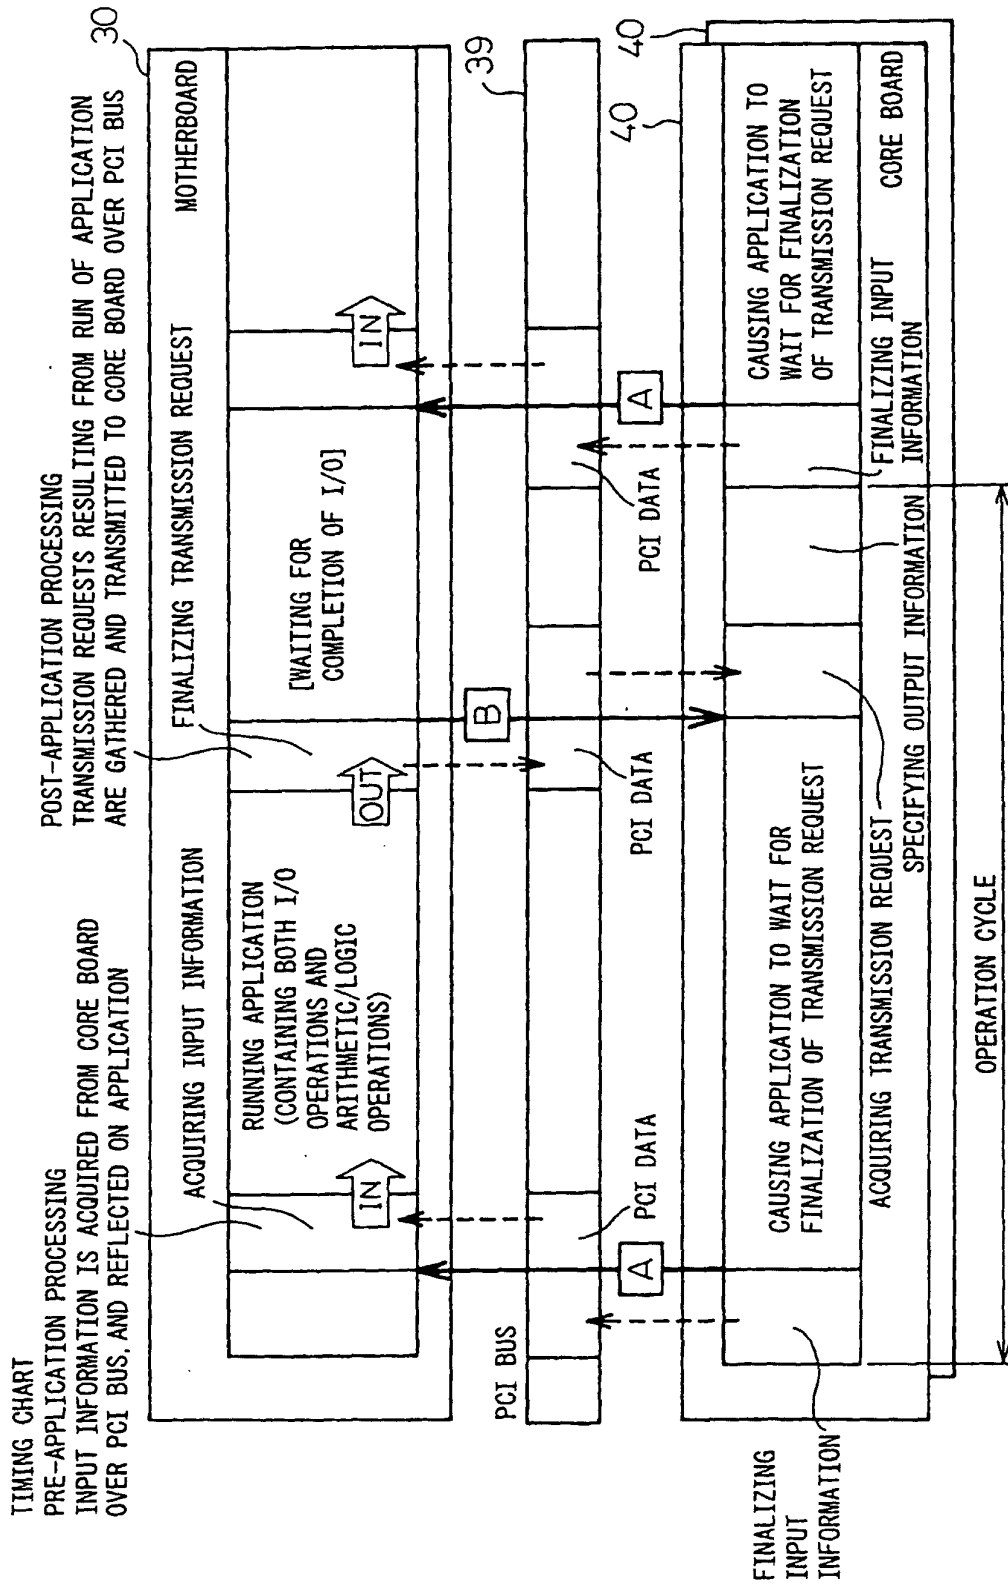 TIMING CHART
PRE-APPLICATION PROCESSING
INPUT INFORMATION IS ACQUIRED FROM CORE BOARD
OVER PCI BUS, AND REFLECTED ON APPLICATION
POST-APPLICATION PROCESSING
TRANSMISSION REQUESTS RESULTING FROM RUN OF APPLICATION
ARE GATHERED AND TRANSMITTED TO CORE BOARD OVER PCI BUS
30
ACQUIRING INPUT INFORMATION
FINALIZING TRANSMISSION REQUEST
MOTHERBOARD
RUNNING APPLICATION
(CONTAINING BOTH I/O
OPERATIONS AND
ARITHMETIC/LOGIC
OPERATIONS)
[WAITING FOR
COMPLETION OF I/O]
IN
OUT
IN
PCI BUS
39
B
PCI DATA
PCI DATA
PCI DATA
A
A
40
40
FINALIZING
INPUT
INFORMATION
CAUSING APPLICATION TO WAIT FOR
FINALIZATION OF TRANSMISSION REQUEST
CAUSING APPLICATION TO
WAIT FOR FINALIZATION
OF TRANSMISSION REQUEST
ACQUIRING TRANSMISSION REQUEST
SPECIFYING OUTPUT INFORMATION
FINALIZING INPUT
INFORMATION
CORE BOARD
OPERATION CYCLE